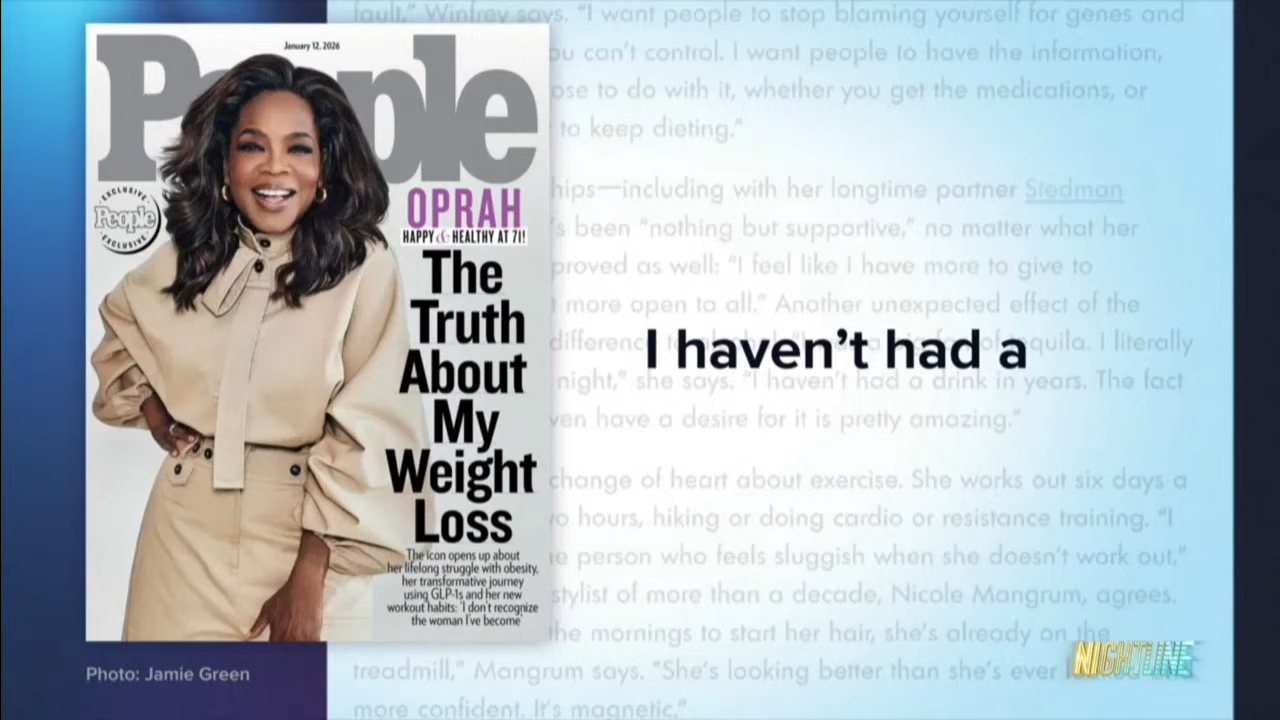 January 12, 2026
People
EXCLUSIVE
People
EXCLUSIVE
OPRAH
HAPPY & HEALTHY AT 71!
The
Truth
About
My
Weight
Loss
The icon opens up about
her lifelong struggle with obesity,
her transformative journey
using GLP-1s and her new
workout habits: 'I don't recognize
the woman I've become'
Photo: Jamie Green
fault,” Winfrey says. “I want people to stop blaming yourself for genes and
ou can’t control. I want people to have the information,
ose to do with it, whether you get the medications, or
to keep dieting.”
hips—including with her longtime partner Stedman
’s been “nothing but supportive,” no matter what her
proved as well: “I feel like I have more to give to
more open to all.” Another unexpected effect of the
difference of tequila. I literally
I haven’t had a
night,” she says. “I haven’t had a drink in years. The fact
ven have a desire for it is pretty amazing.”
change of heart about exercise. She works out six days a
o hours, hiking or doing cardio or resistance training. “I
e person who feels sluggish when she doesn’t work out,”
stylist of more than a decade, Nicole Mangrum, agrees.
the mornings to start her hair, she’s already on the
treadmill,” Mangrum says. “She’s looking better than she’s ever
more confident. It’s magnetic.”
NIGHTLINE